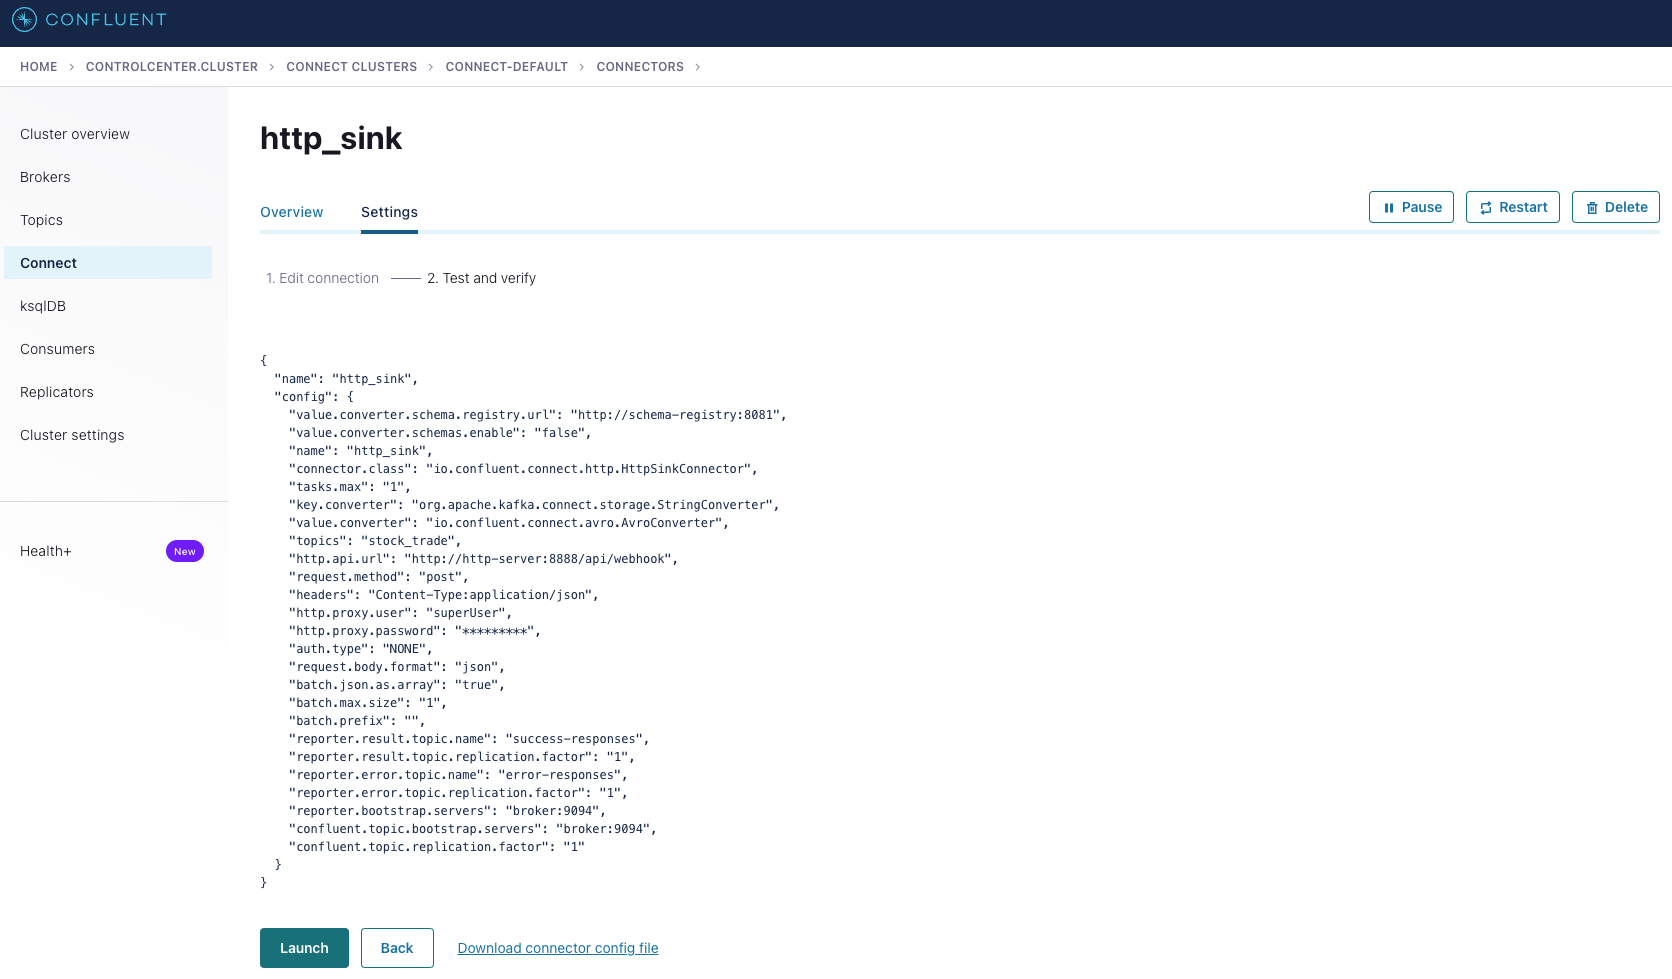 CONFLUENT
HOME > CONTROLCENTER.CLUSTER > CONNECT CLUSTERS > CONNECT-DEFAULT > CONNECTORS >
Cluster overview
Brokers
Topics
Connect
ksqlDB
Consumers
Replicators
Cluster settings
Health+ New
http_sink
Overview Settings
Pause Restart Delete
1. Edit connection 2. Test and verify
{
  "name": "http_sink",
  "config": {
    "value.converter.schema.registry.url": "http://schema-registry:8081",
    "value.converter.schemas.enable": "false",
    "name": "http_sink",
    "connector.class": "io.confluent.connect.http.HttpSinkConnector",
    "tasks.max": "1",
    "key.converter": "org.apache.kafka.connect.storage.StringConverter",
    "value.converter": "io.confluent.connect.avro.AvroConverter",
    "topics": "stock_trade",
    "http.api.url": "http://http-server:8888/api/webhook",
    "request.method": "post",
    "headers": "Content-Type:application/json",
    "http.proxy.user": "superUser",
    "http.proxy.password": "*********",
    "auth.type": "NONE",
    "request.body.format": "json",
    "batch.json.as.array": "true",
    "batch.max.size": "1",
    "batch.prefix": "",
    "reporter.result.topic.name": "success-responses",
    "reporter.result.topic.replication.factor": "1",
    "reporter.error.topic.name": "error-responses",
    "reporter.error.topic.replication.factor": "1",
    "reporter.bootstrap.servers": "broker:9094",
    "confluent.topic.bootstrap.servers": "broker:9094",
    "confluent.topic.replication.factor": "1"
  }
}
Launch Back Download connector config file